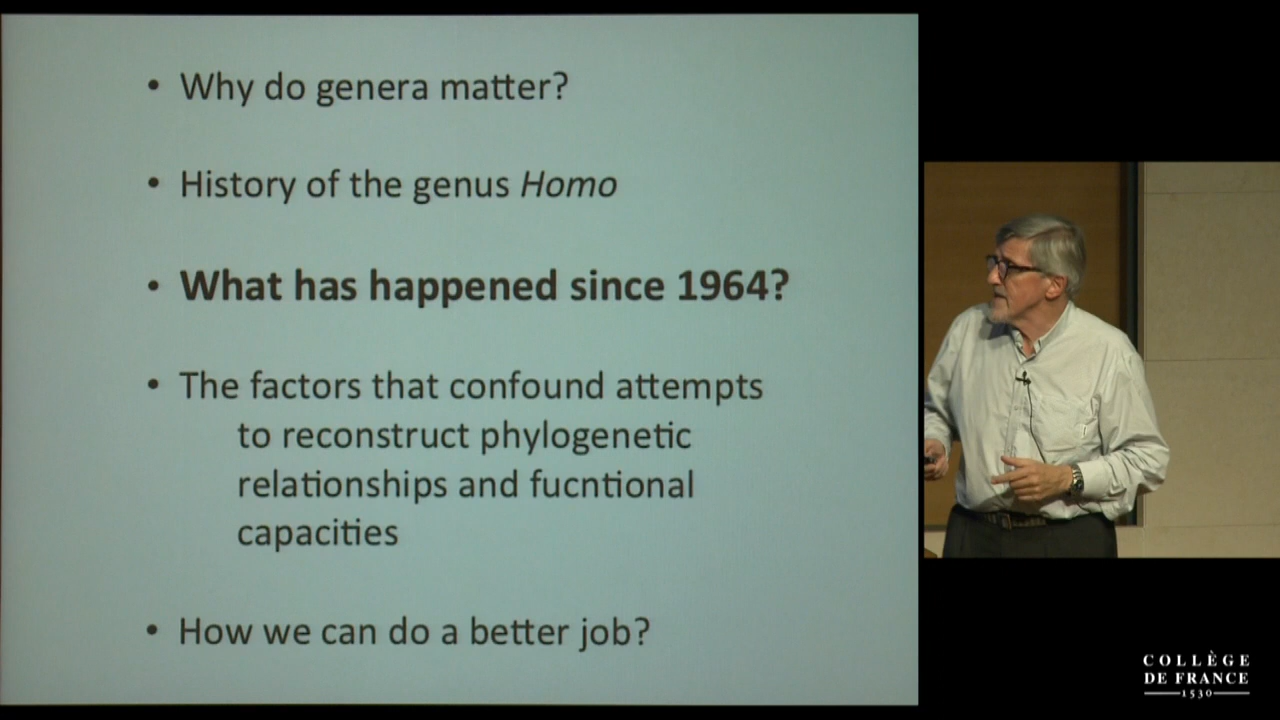 • Why do genera matter?
• History of the genus Homo
• What has happened since 1964?
• The factors that confound attempts
to reconstruct phylogenetic
relationships and fucntional
capacities
• How we can do a better job?
COLLÈGE
DE FRANCE
1530